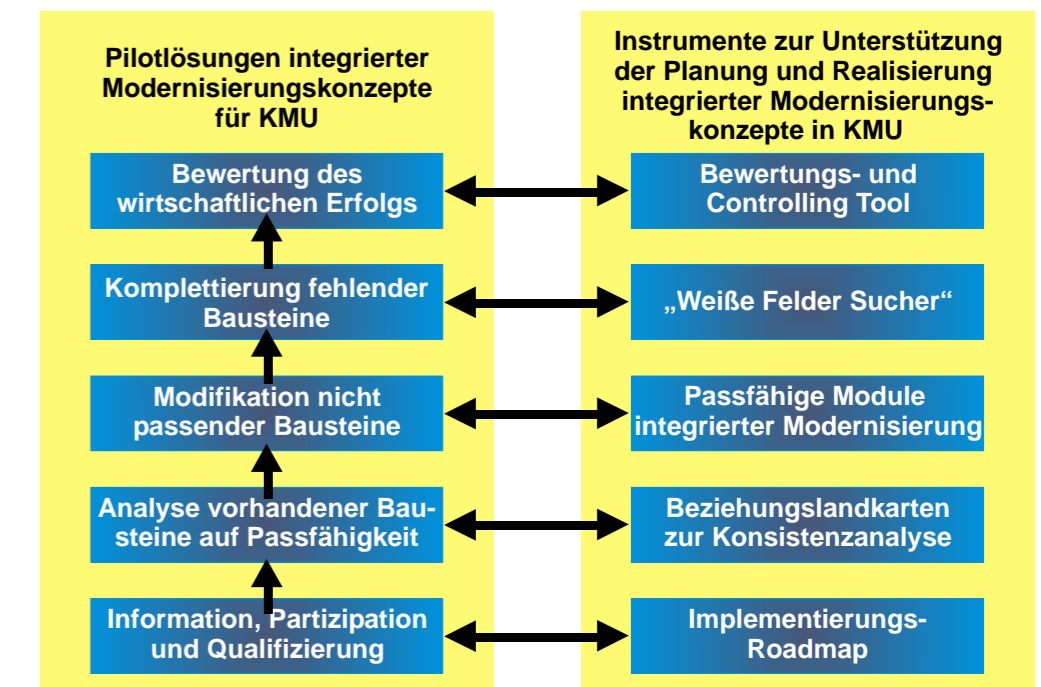 Pilotlösungen integrierter
Modernisierungskonzepte
für KMU
Bewertung des
wirtschaftlichen Erfolgs
Komplettierung fehlender
Bausteine
Modifikation nicht
passender Bausteine
Analyse vorhandener Bau-
steine auf Passfähigkeit
Information, Partizipation
und Qualifizierung
Instrumente zur Unterstützung
der Planung und Realisierung
integrierter Modernisierungs-
konzepte in KMU
Bewertungs- und
Controlling Tool
„Weiße Felder Sucher“
Passfähige Module
integrierter Modernisierung
Beziehungslandkarten
zur Konsistenzanalyse
Implementierungs-
Roadmap